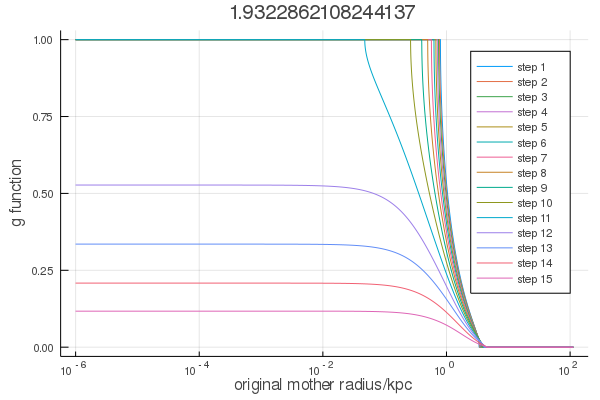 1.9322862108244137
1.00
0.75
0.50
0.25
0.00
g function
step 1
step 2
step 3
step 4
step 5
step 6
step 7
step 8
step 9
step 10
step 11
step 12
step 13
step 14
step 15
10^-6 10^-4 10^-2 10^0 10^2
original mother radius/kpc